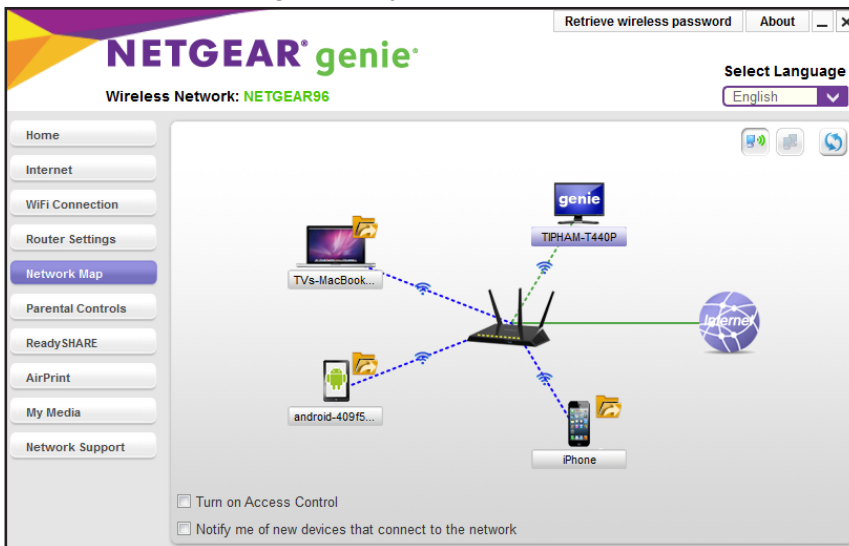 Retrieve wireless password About
NETGEAR® genie®
Select Language
Wireless Network: NETGEAR96
English
Home
Internet
WiFi Connection
Router Settings
Network Map
Parental Controls
ReadySHARE
AirPrint
My Media
Network Support
genie
TIPHAM-T440P
TVs-MacBook...
Internet
android-409f5...
iPhone
Turn on Access Control
Notify me of new devices that connect to the network